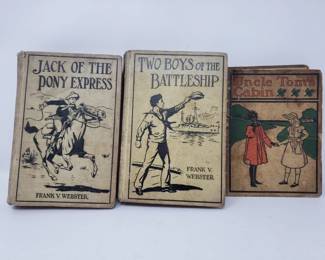 JACK OF THE
PONY EXPRESS
FRANK V. WEBSTER
TWO BOYS OF THE
BATTLESHIP
FRANK V.
WEBSTER
Uncle Tom's
Cabin